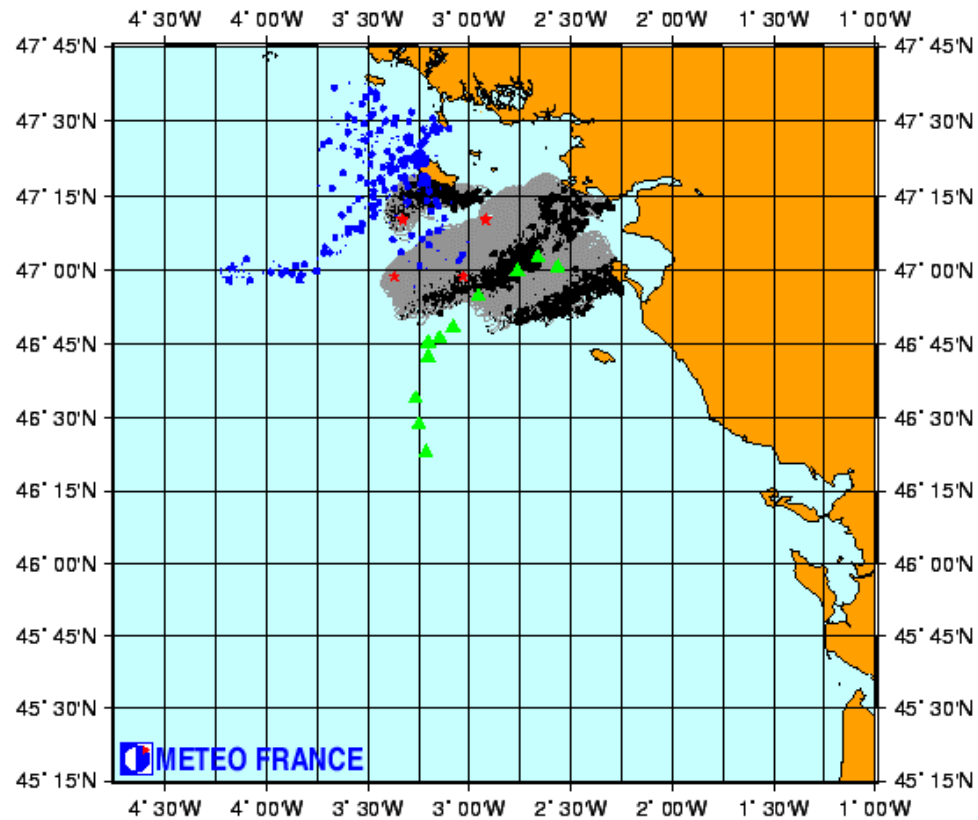 4° 30'W 4° 00'W 3° 30'W 3° 00'W 2° 30'W 2° 00'W 1° 30'W 1° 00'W
47° 45'N 47° 45'N
47° 30'N 47° 30'N
47° 15'N 47° 15'N
47° 00'N 47° 00'N
46° 45'N 46° 45'N
46° 30'N 46° 30'N
46° 15'N 46° 15'N
46° 00'N 46° 00'N
45° 45'N 45° 45'N
45° 30'N 45° 30'N
METEO FRANCE
45° 15'N 45° 15'N
4° 30'W 4° 00'W 3° 30'W 3° 00'W 2° 30'W 2° 00'W 1° 30'W 1° 00'W